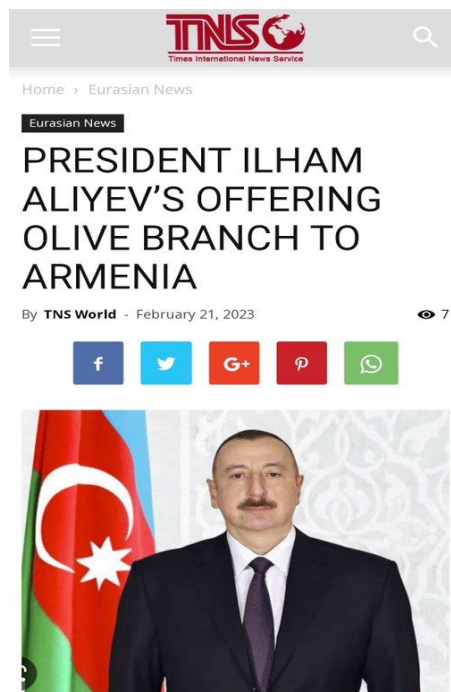 TNS
Times International News Service
Home › Eurasian News
Eurasian News
PRESIDENT ILHAM
ALIYEV’S OFFERING
OLIVE BRANCH TO
ARMENIA
By TNS World - February 21, 2023 7
f G+